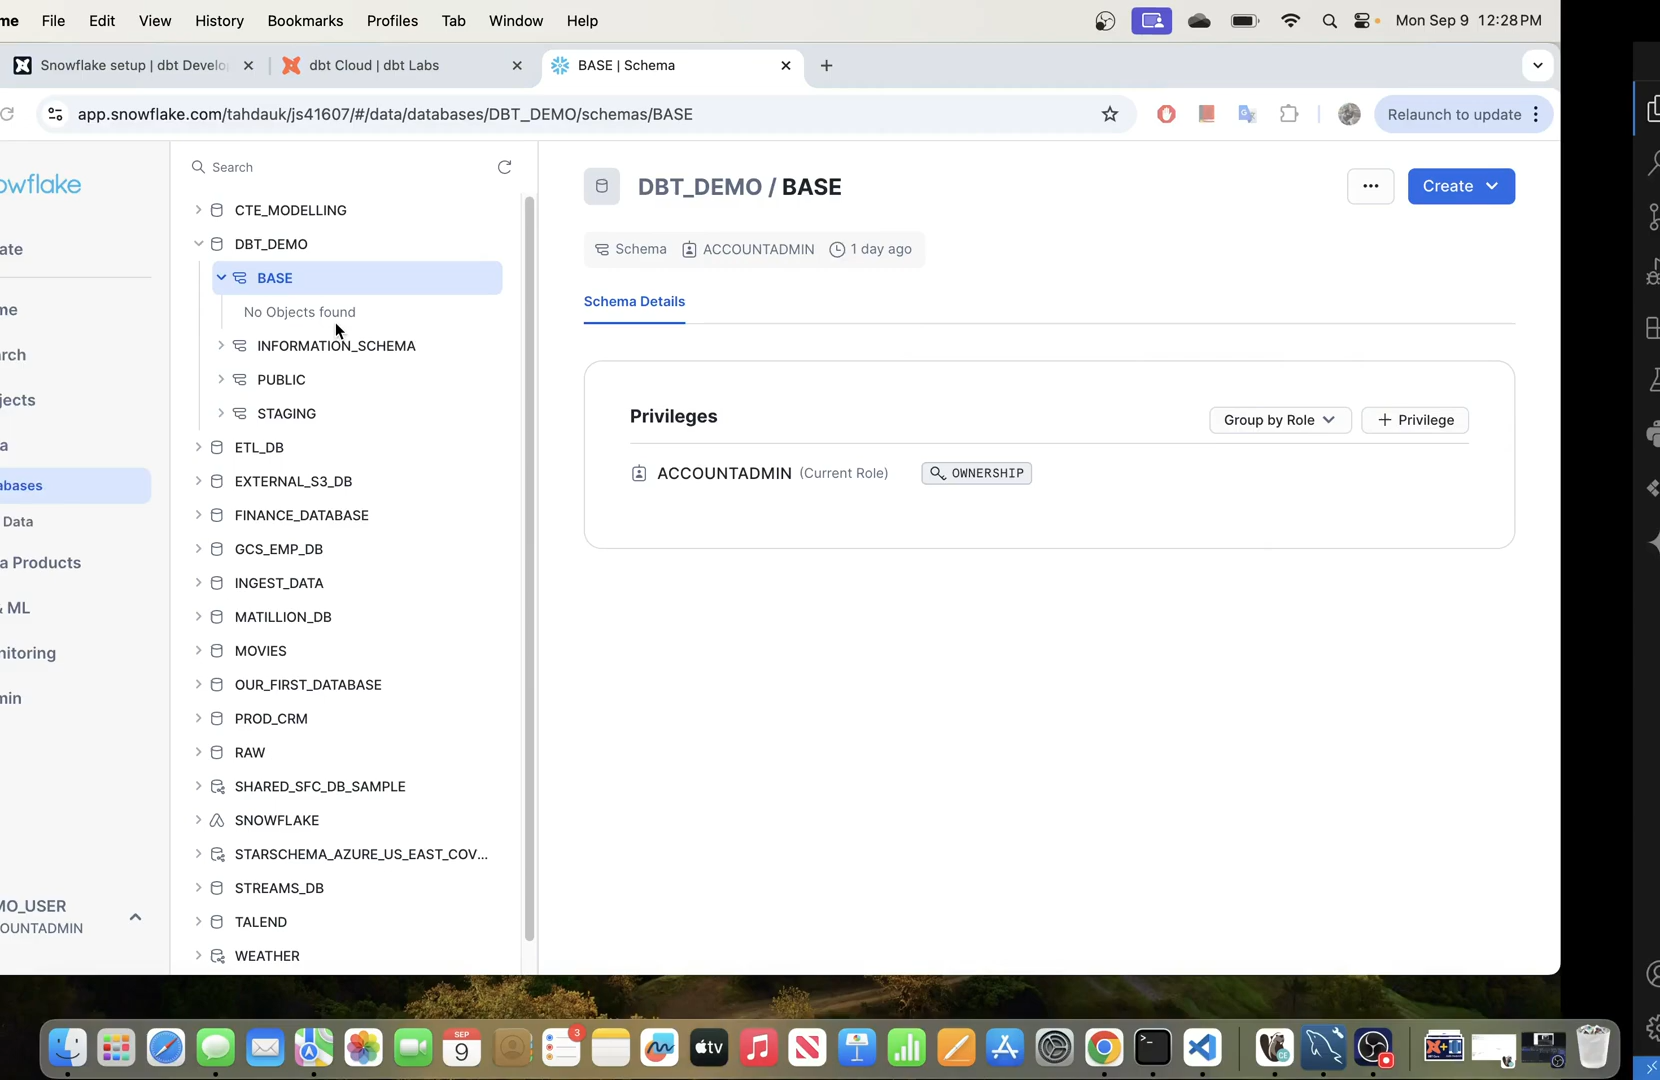 me File Edit View History Bookmarks Profiles Tab Window Help Mon Sep 9 12:28 PM
Snowflake setup | dbt Develo
dbt Cloud | dbt Labs
BASE | Schema
app.snowflake.com/tahdauk/js41607/#/data/databases/DBT_DEMO/schemas/BASE
Relaunch to update
owflake
ate
me
rch
jects
a
abases
Data
a Products
& ML
nitoring
min
MO_USER
OUNTADMIN
Search
CTE_MODELLING
DBT_DEMO
BASE
No Objects found
INFORMATION_SCHEMA
PUBLIC
STAGING
ETL_DB
EXTERNAL_S3_DB
FINANCE_DATABASE
GCS_EMP_DB
INGEST_DATA
MATILLION_DB
MOVIES
OUR_FIRST_DATABASE
PROD_CRM
RAW
SHARED_SFC_DB_SAMPLE
SNOWFLAKE
STARSCHEMA_AZURE_US_EAST_COV...
STREAMS_DB
TALEND
WEATHER
DBT_DEMO / BASE
... Create
Schema ACCOUNTADMIN 1 day ago
Schema Details
Privileges
Group by Role + Privilege
ACCOUNTADMIN (Current Role) OWNERSHIP
SEP
9
3
tv